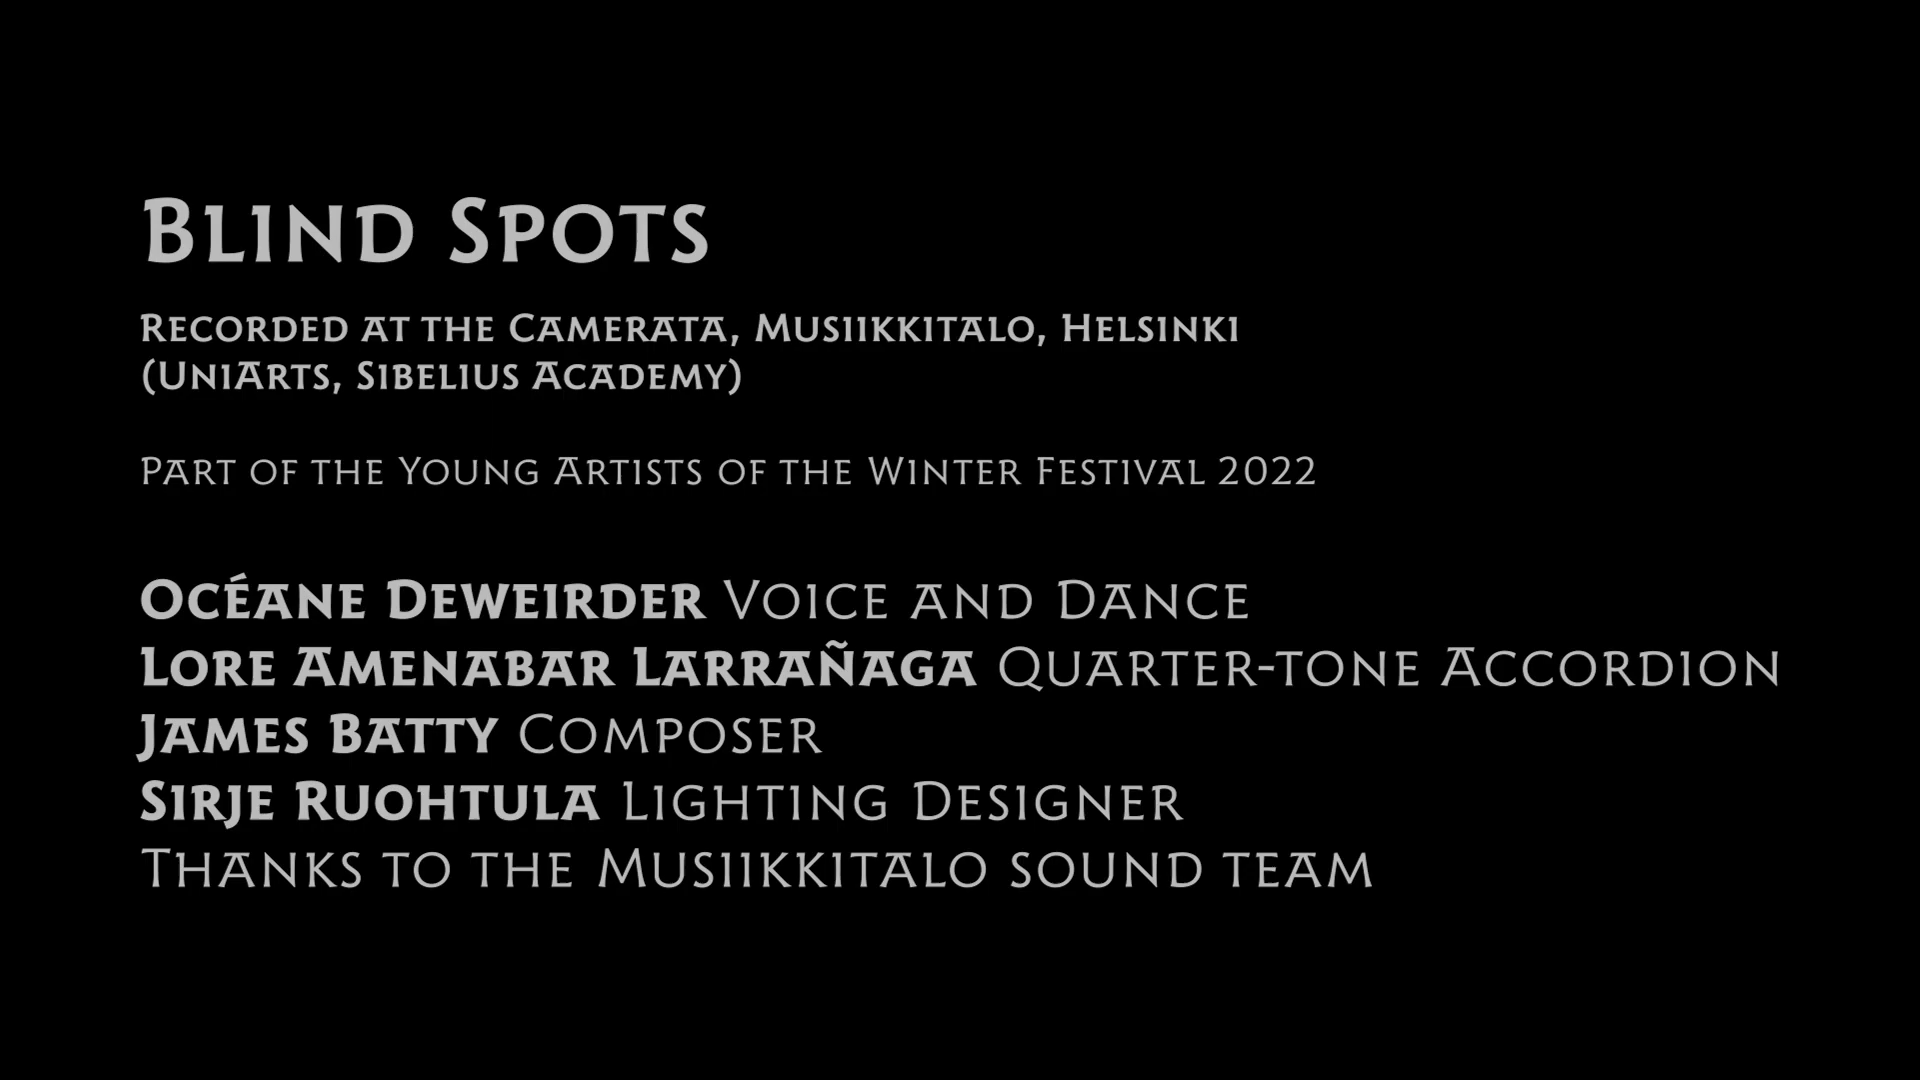 Blind Spots
Recorded at the Camerata, Musiikkitalo, Helsinki
(UniArts, Sibelius Academy)
Part of the Young Artists of the Winter Festival 2022
Océane Deweirder Voice and Dance
Lore Amenabar Larrañaga Quarter-tone Accordion
James Batty Composer
Sirje Ruohtula Lighting Designer
Thanks to the Musiikkitalo sound team